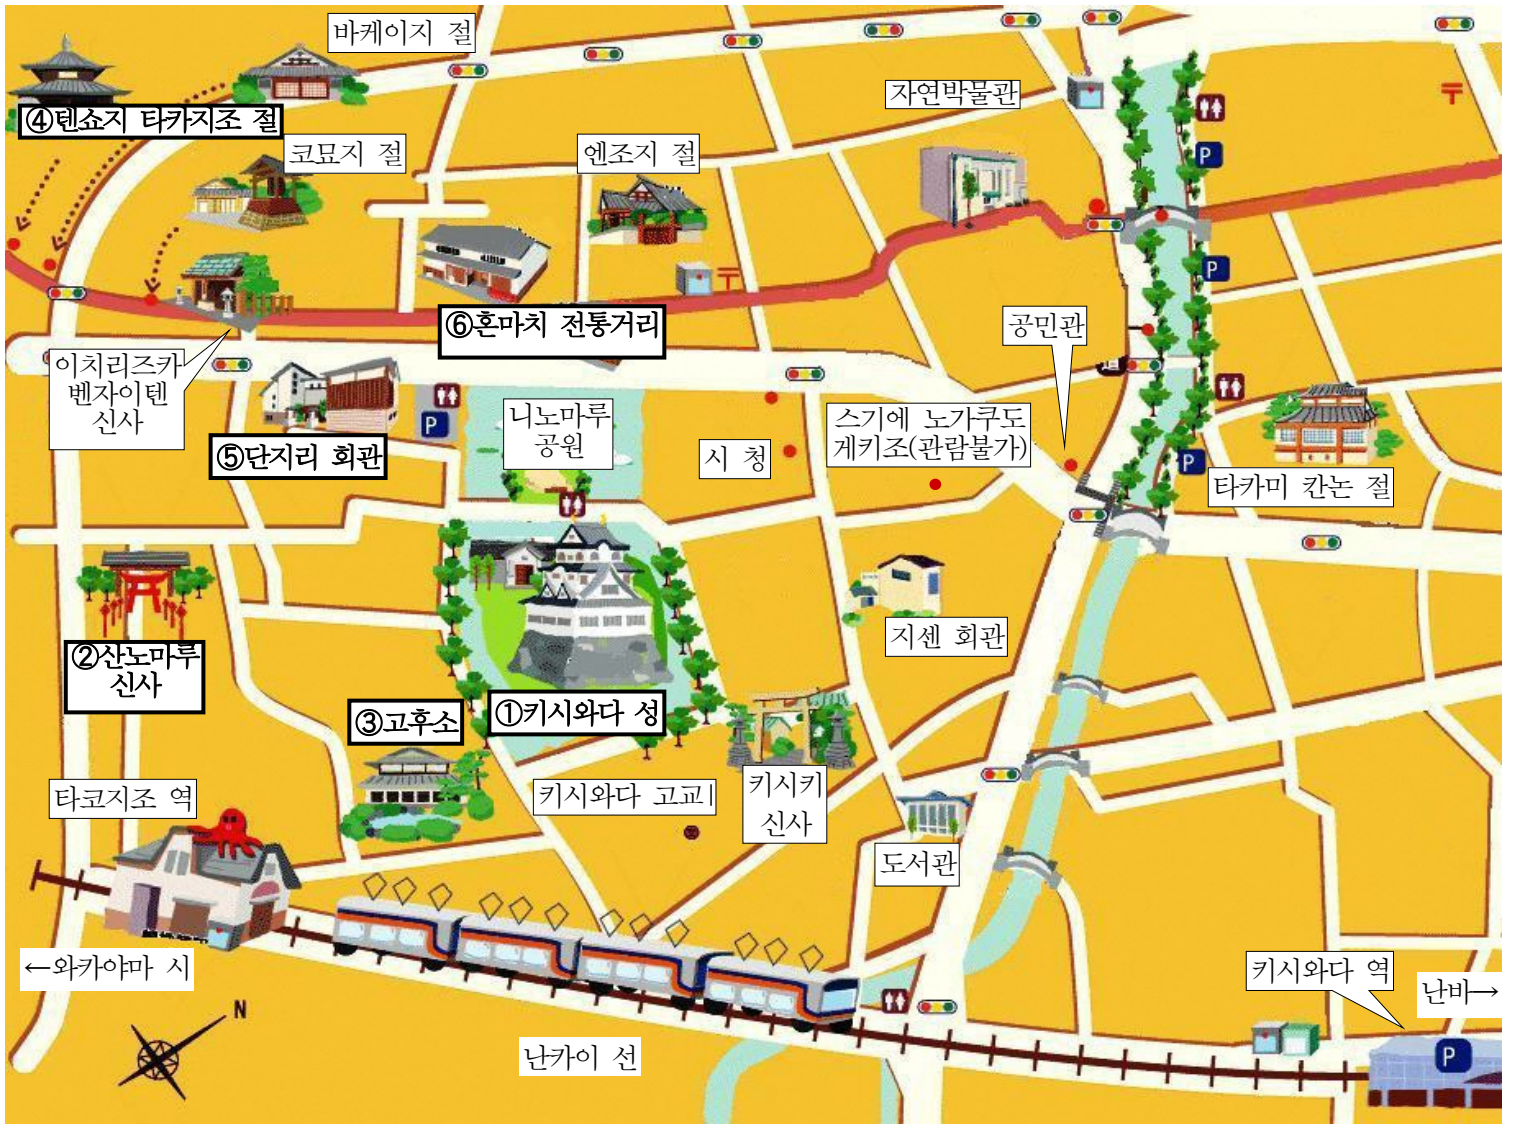 바케이지 절
④텐쇼지 타카지조 절
코묘지 절
엔조지 절
자연박물관
〒
P
〒
P
⑥혼마치 전통거리
공민관
이치리즈카
벤자이텐
신사
P
니노마루
공원
스기에 노가쿠도
게키조(관람불가)
시 청
⑤단지리 회관
P
타카미 칸논 절
②산노마루
신사
지센 회관
③고후소
①키시와다 성
타코지조 역
키시와다 고교
키시키
신사
도서관
←와카야마 시
키시와다 역
난바→
N
난카이 선
P